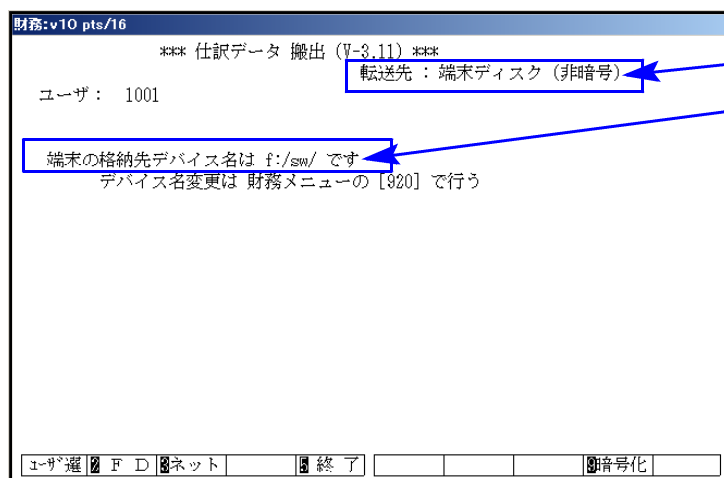 財務:v10 pts/16
*** 仕訳データ 搬出 (V-3.11) ***
転送先 : 端末ディスク (非暗号)
ユーザ : 1001
端末の格納先デバイス名は f:/sw/ です
デバイス名変更は 財務メニューの [920] で行う
ユーザ選 2 F D 3 ネット 5 終 了 9 暗号化